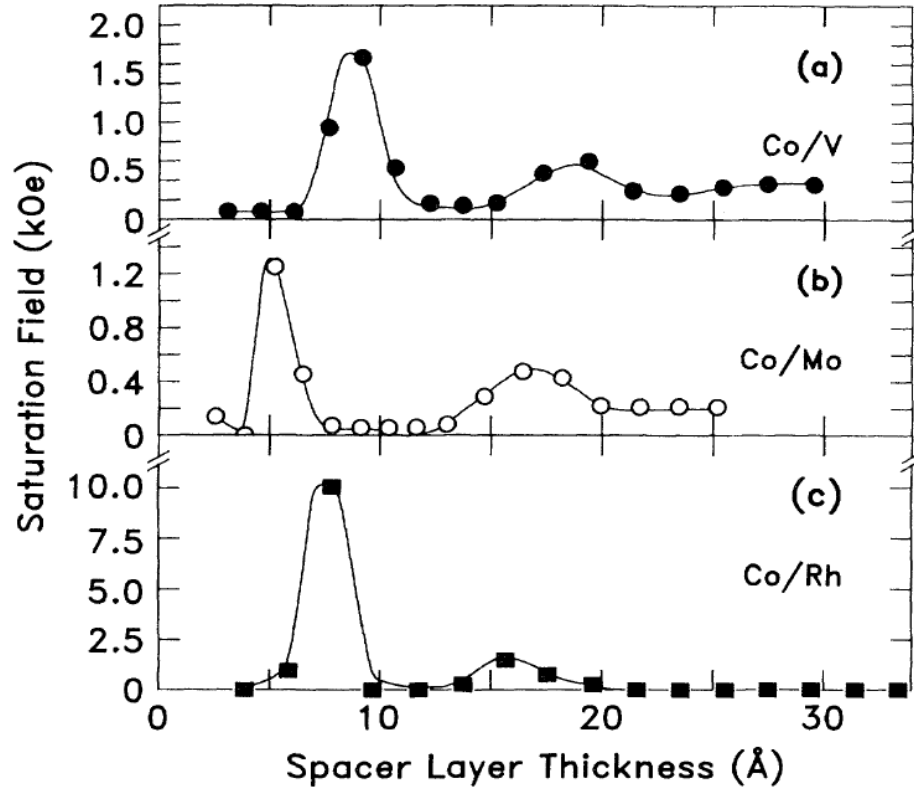 Saturation Field (kOe)
2.0
1.5
1.0
0.5
0
(a)
Co/V
1.2
0.8
0.4
0
(b)
Co/Mo
10.0
7.5
5.0
2.5
0
(c)
Co/Rh
0 10 20 30
Spacer Layer Thickness (Å)